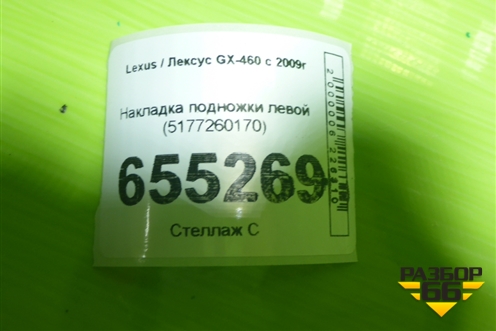 Lexus / Лексус GX-460 с 2009г
Накладка подножки левой
(5177260170)
655269
Стеллаж С
РАЗБОР
66